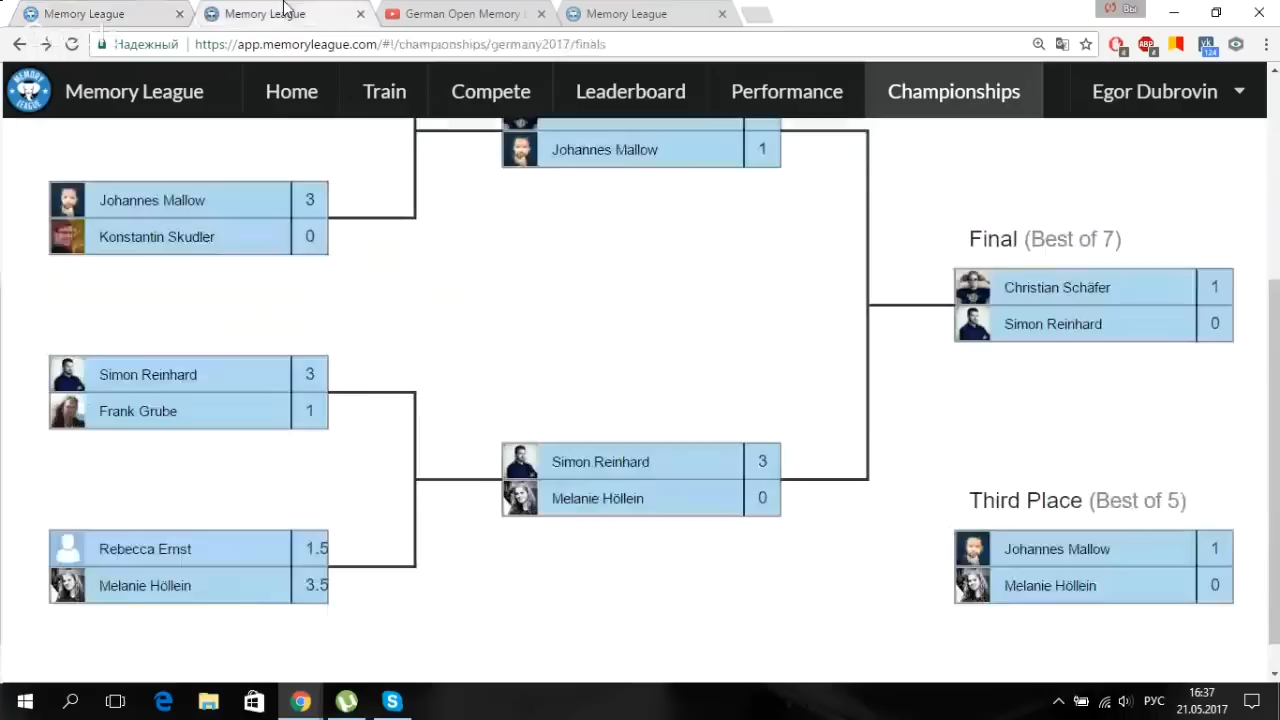 Memory League
Memory League
German Open Memory L
Memory League
Вы
Надежный
https://app.memoryleague.com/#!/championships/germany2017/finals
4
4
124
Memory League
Home
Train
Compete
Leaderboard
Performance
Championships
Egor Dubrovin
Johannes Mallow 1
Johannes Mallow 3
Konstantin Skudler 0
Final (Best of 7)
Christian Schäfer 1
Simon Reinhard 0
Simon Reinhard 3
Frank Grube 1
Simon Reinhard 3
Melanie Höllein 0
Third Place (Best of 5)
Rebecca Ernst 1.5
Melanie Höllein 3.5
Johannes Mallow 1
Melanie Höllein 0
РУС
16:37
21.05.2017